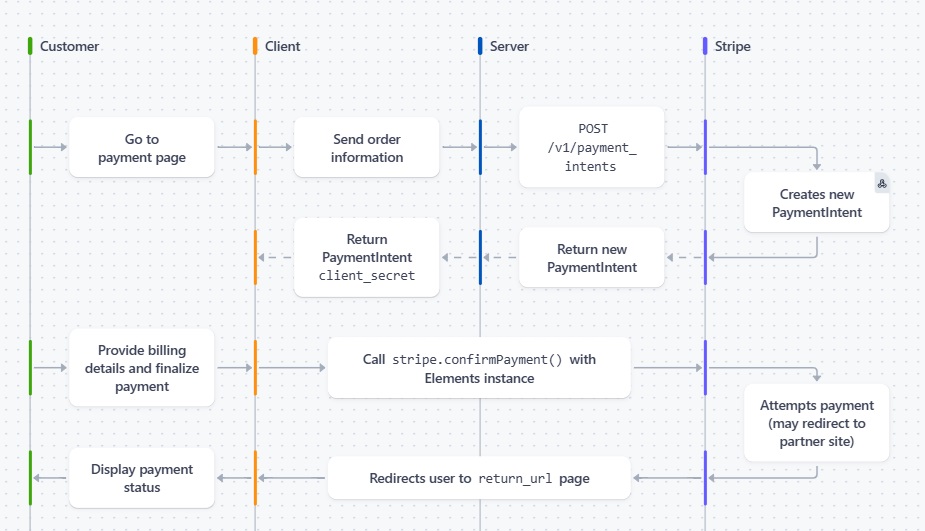 Customer
Client
Server
Stripe
Go to
payment page
Send order
information
POST
/v1/payment_
intents
Creates new
PaymentIntent
Return
PaymentIntent
client_secret
Return new
PaymentIntent
Provide billing
details and finalize
payment
Call stripe.confirmPayment() with
Elements instance
Attempts payment
(may redirect to
partner site)
Display payment
status
Redirects user to return_url page